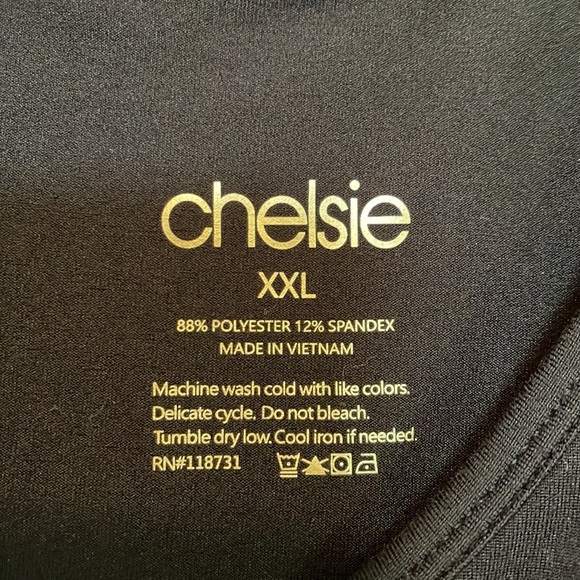 chelsie
XXL
88% POLYESTER 12% SPANDEX
MADE IN VIETNAM
Machine wash cold with like colors.
Delicate cycle. Do not bleach.
Tumble dry low. Cool iron if needed.
RN#118731